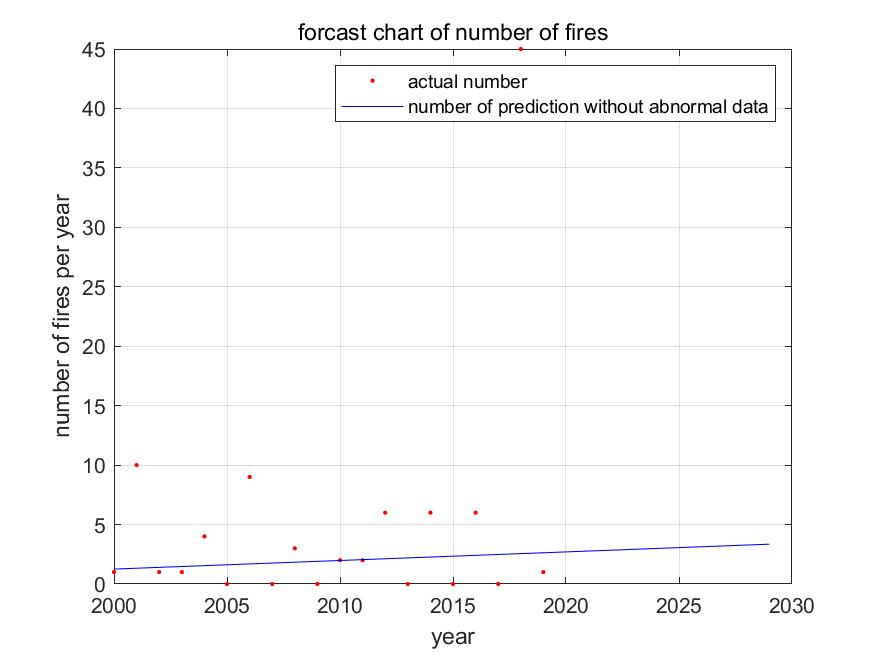 forcast chart of number of fires
45
40
35
30
25
20
15
10
5
0
number of fires per year
actual number
number of prediction without abnormal data
2000 2005 2010 2015 2020 2025 2030
year